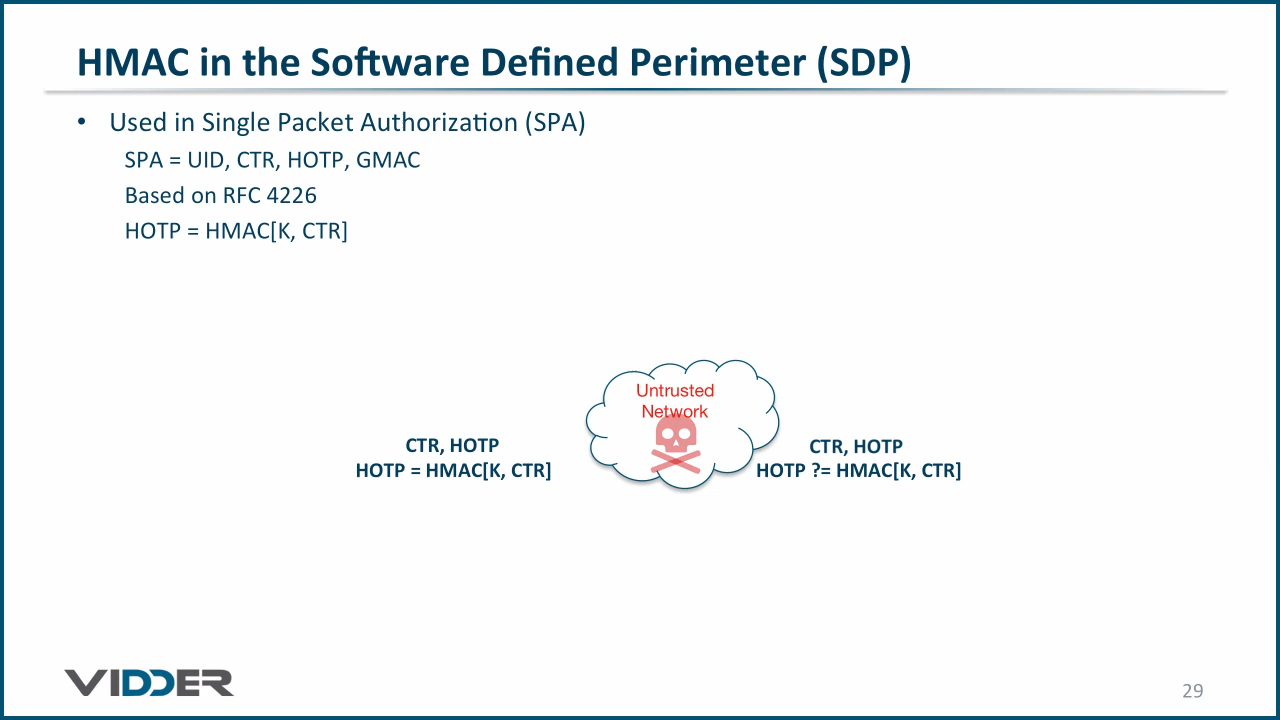 HMAC in the Software Defined Perimeter (SDP)
• Used in Single Packet Authorization (SPA)
SPA = UID, CTR, HOTP, GMAC
Based on RFC 4226
HOTP = HMAC[K, CTR]
Untrusted
Network
CTR, HOTP
HOTP = HMAC[K, CTR]
CTR, HOTP
HOTP ?= HMAC[K, CTR]
VIDDER
29